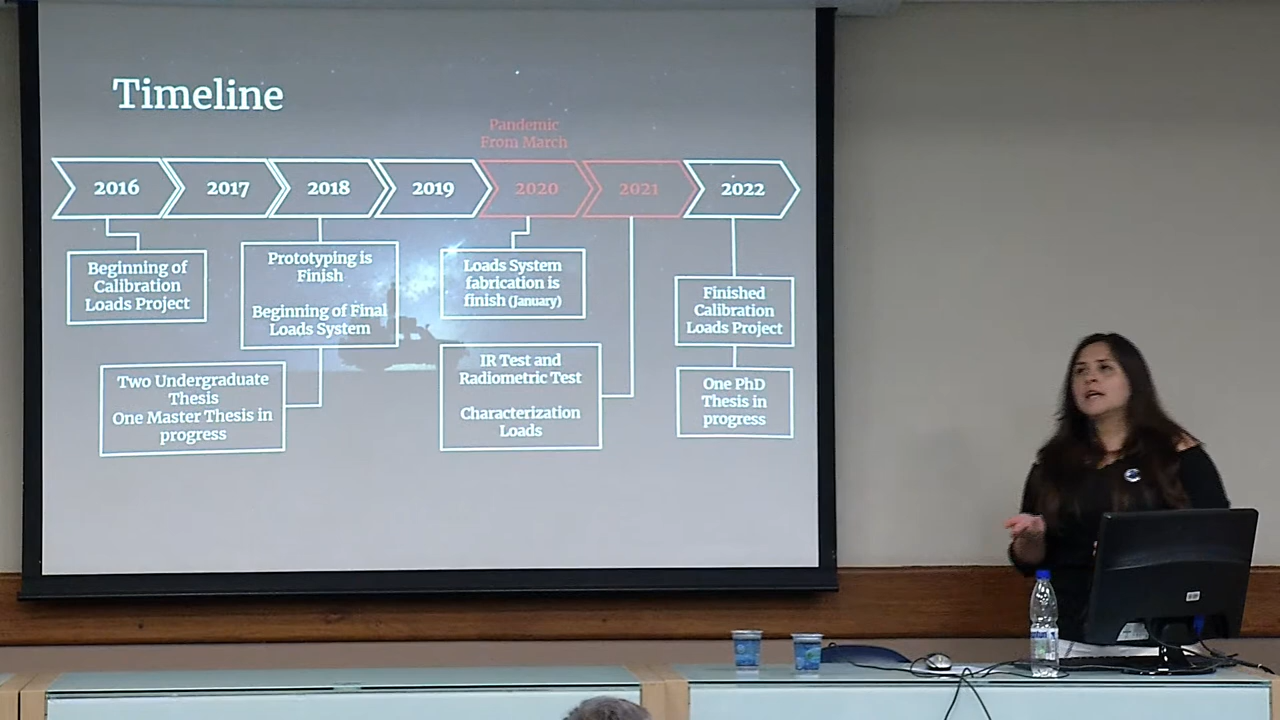 Timeline
Pandemic
From March
2016
2017
2018
2019
2020
2021
2022
Beginning of
Calibration
Loads Project
Prototyping is
Finish
Beginning of Final
Loads System
Two Undergraduate
Thesis
One Master Thesis in
progress
Loads System
fabrication is
finish (January)
IR Test and
Radiometric Test
Characterization
Loads
Finished
Calibration
Loads Project
One PhD
Thesis in
progress